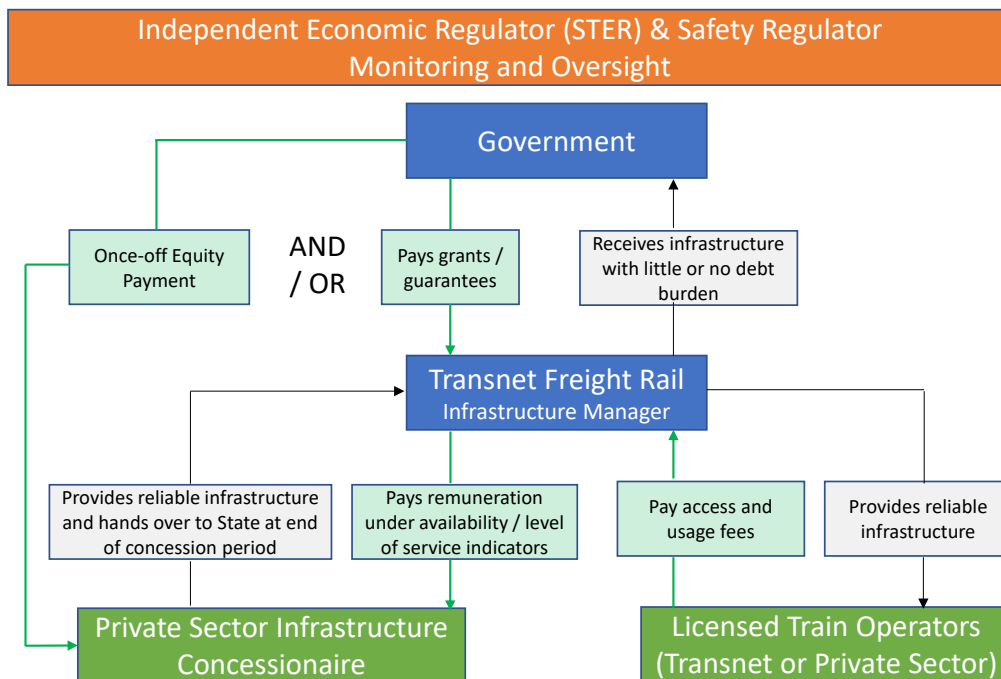 Independent Economic Regulator (STER) & Safety Regulator
Monitoring and Oversight
Government
Once-off Equity
Payment
AND
/ OR
Pays grants /
guarantees
Receives infrastructure
with little or no debt
burden
Transnet Freight Rail
Infrastructure Manager
Provides reliable infrastructure
and hands over to State at end
of concession period
Pays remuneration
under availability / level
of service indicators
Pay access and
usage fees
Provides reliable
infrastructure
Private Sector Infrastructure
Concessionaire
Licensed Train Operators
(Transnet or Private Sector)